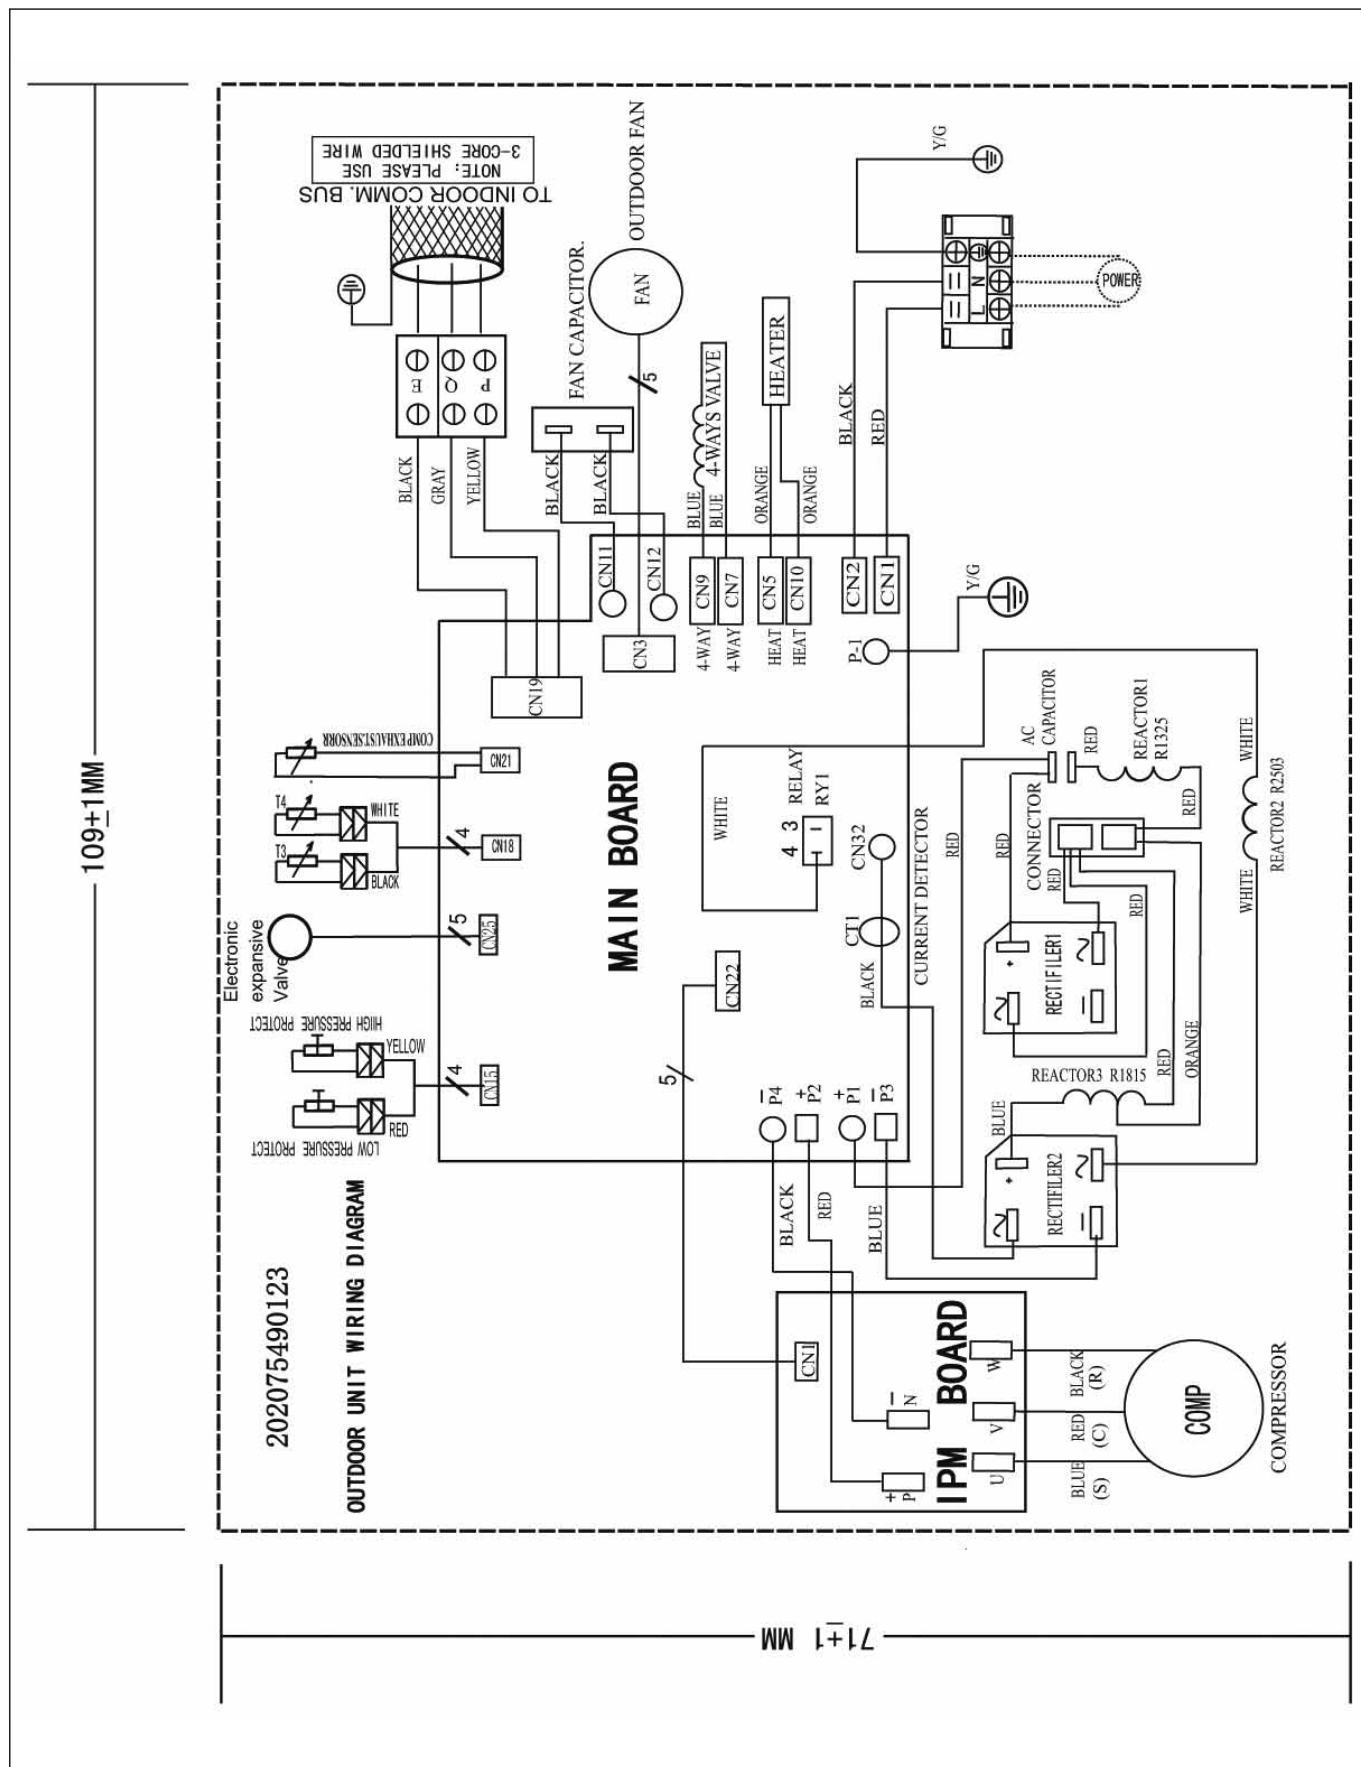 109±1MM
71±1 MM
202075490123
OUTDOOR UNIT WIRING DIAGRAM
LOW PRESSURE PROTECT
HIGH PRESSURE PROTECT
RED
YELLOW
4
CN15
Electronic
expansive
Valve
5
CN25
T3
T4
BLACK
WHITE
4
CN18
COMP.EXHAUST.SENSORR
CN21
TO INDOOR COMM. BUS
NOTE: PLEASE USE
3-CORE SHIELDED WIRE
E
Q
P
BLACK
GRAY
YELLOW
CN19
FAN CAPACITOR.
BLACK
BLACK
CN11
CN12
OUTDOOR FAN
FAN
5
CN3
4-WAYS VALVE
BLUE
BLUE
CN9
CN7
4-WAY
4-WAY
HEATER
ORANGE
ORANGE
CN5
CN10
HEAT
HEAT
BLACK
RED
CN2
CN1
Y/G
L
N
POWER
P-1
Y/G
MAIN BOARD
WHITE
4 3
RELAY
RY1
CN32
CT1
CURRENT DETECTOR
BLACK
CN22
5
P4
P2
P1
P3
−
+
+
−
BLACK
RED
BLUE
RED
RED
AC
CAPACITOR
RED
REACTOR1
R1325
RED
CONNECTOR
RED
RED
RED
ORANGE
WHITE
WHITE
REACTOR2 R2503
RECTIFILER1
+
~
~
−
REACTOR3 R1815
BLUE
RECTIFILER2
+
~
~
−
IPM BOARD
CN1
+
P
−
N
U
V
W
BLUE
(S)
RED
(C)
BLACK
(R)
COMP
COMPRESSOR